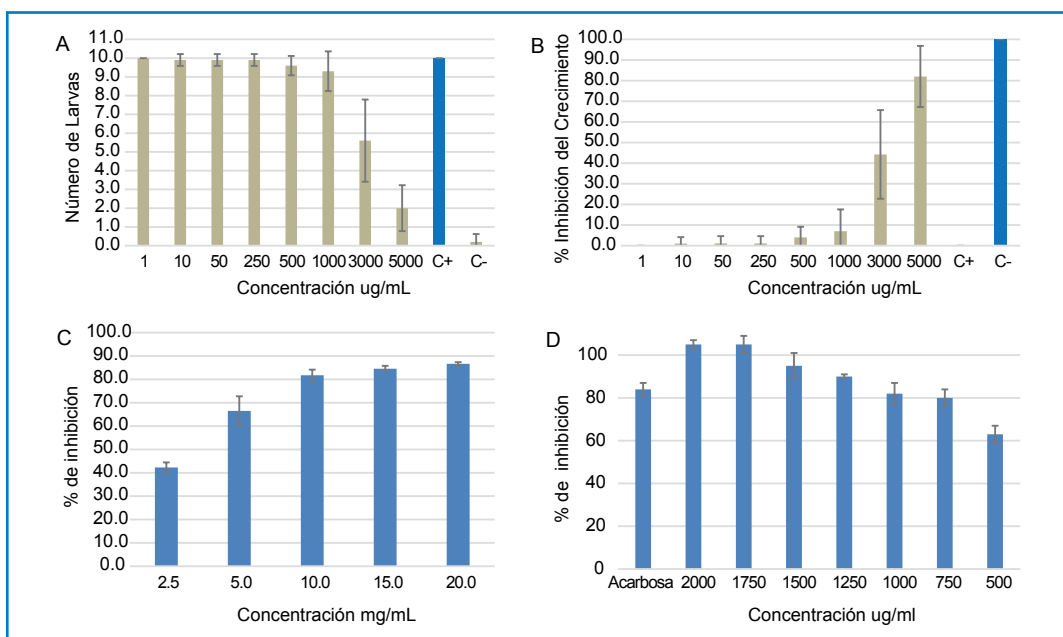 A
Número de Larvas
11.0
10.0
9.0
8.0
7.0
6.0
5.0
4.0
3.0
2.0
1.0
0.0
1 10 50 250 500 1000 3000 5000 C+ C-
Concentración ug/mL
B
% Inhibición del Crecimiento
100.0
90.0
80.0
70.0
60.0
50.0
40.0
30.0
20.0
10.0
0.0
1 10 50 250 500 1000 3000 5000 C+ C-
Concentración ug/mL
C
% de inhibición
100.0
90.0
80.0
70.0
60.0
50.0
40.0
30.0
20.0
10.0
0.0
2.5 5.0 10.0 15.0 20.0
Concentración mg/mL
D
% de inhibición
100
80
60
40
20
0
Acarbosa 2000 1750 1500 1250 1000 750 500
Concentración ug/ml